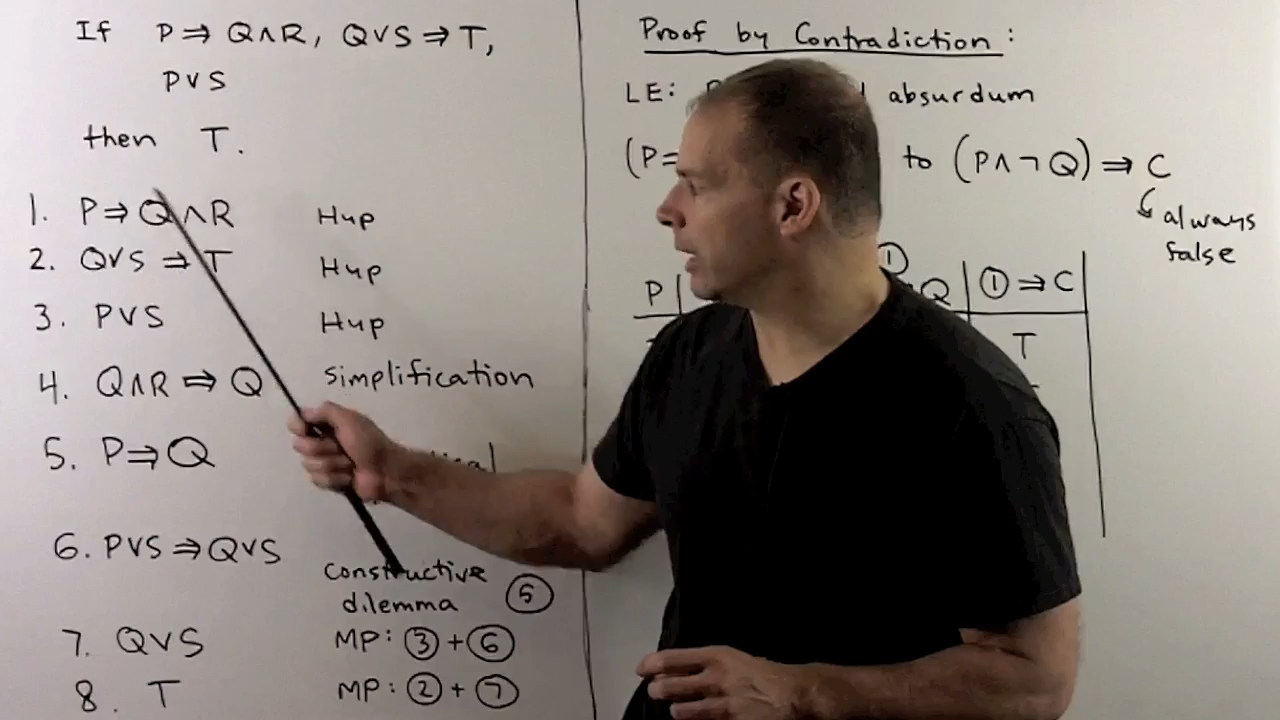 If P ⇒ Q∧R, Q∨S ⇒ T,
P∨S
then T.
1. P ⇒ Q∧R Hyp
2. Q∨S ⇒ T Hyp
3. P∨S Hyp
4. Q∧R ⇒ Q simplification
5. P ⇒ Q
6. P∨S ⇒ Q∨S constructive
dilemma ⑤
7. Q∨S MP: ③ + ⑥
8. T MP: ② + ⑦
Proof by Contradiction:
LE: absurdum
(P to (P∧¬Q) ⇒ C
always
false
①
P Q ① ⇒ C
T